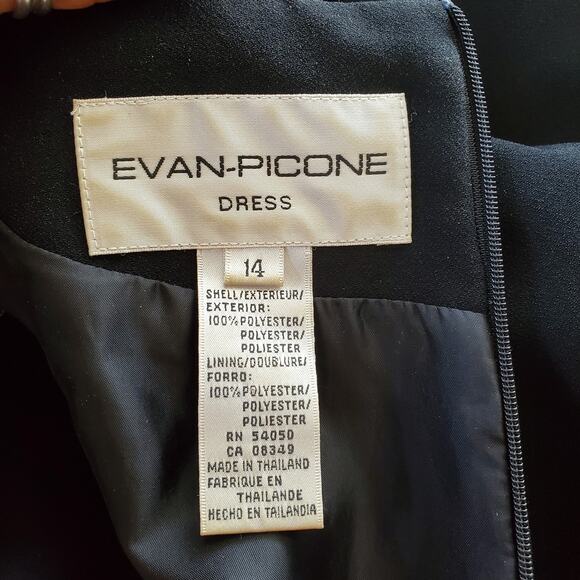 EVAN-PICONE
DRESS
14
SHELL/EXTERIEUR/
EXTERIOR:
100% POLYESTER/
POLYESTER/
POLIESTER
LINING/DOUBLURE/
FORRO:
100% POLYESTER/
POLYESTER/
POLIESTER
RN 54050
CA 08349
MADE IN THAILAND
FABRIQUE EN
THAILANDE
HECHO EN TAILANDIA